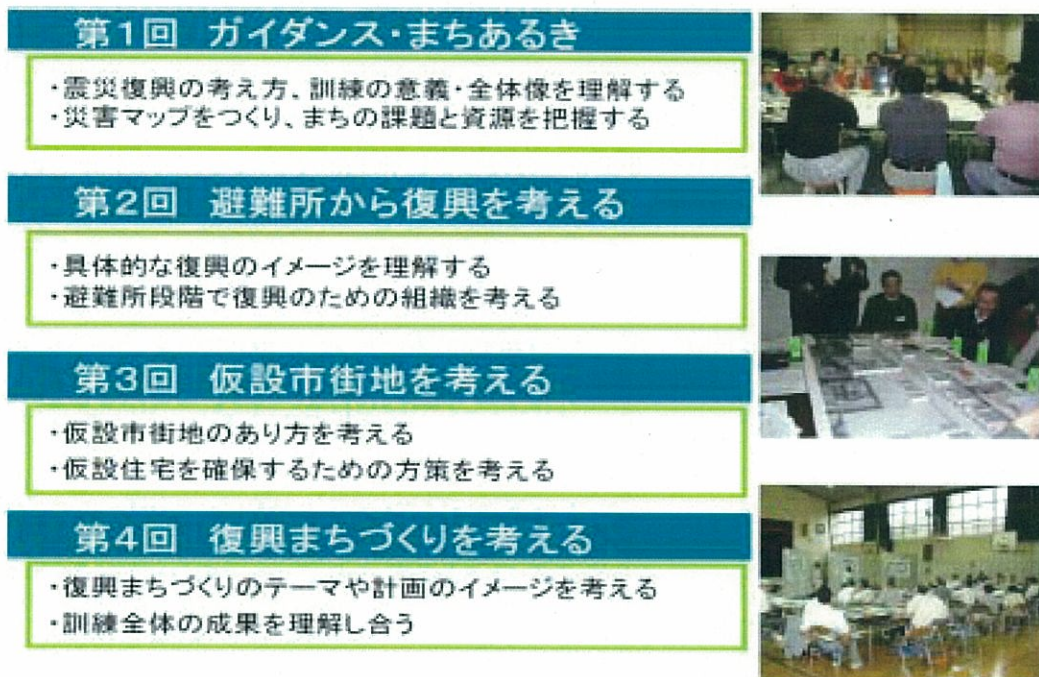 第1回 ガイダンス・まちあるき
・震災復興の考え方、訓練の意義・全体像を理解する
・災害マップをつくり、まちの課題と資源を把握する
第2回 避難所から復興を考える
・具体的な復興のイメージを理解する
・避難所段階で復興のための組織を考える
第3回 仮設市街地を考える
・仮設市街地のあり方を考える
・仮設住宅を確保するための方策を考える
第4回 復興まちづくりを考える
・復興まちづくりのテーマや計画のイメージを考える
・訓練全体の成果を理解し合う